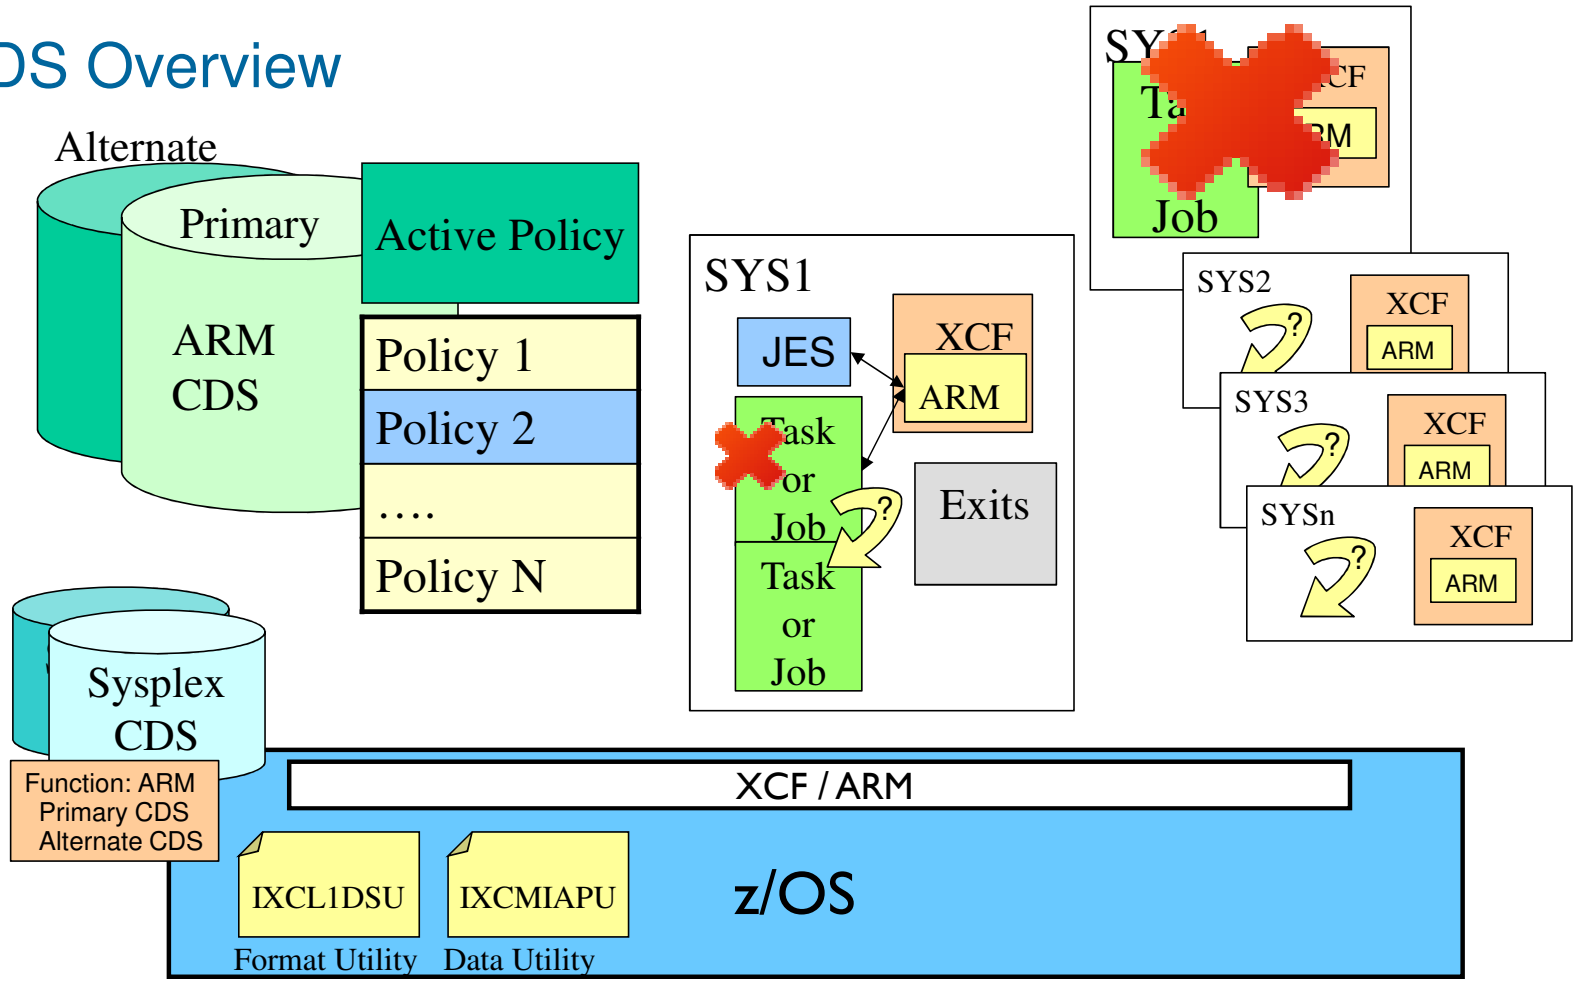 DS Overview
Alternate
Primary
ARM
CDS
Active Policy
Policy 1
Policy 2
....
Policy N
Sysplex
CDS
Function: ARM
Primary CDS
Alternate CDS
SYS1
JES
XCF
ARM
Task
or
Job
?
Task
or
Job
Exits
Job
SYS2
?
XCF
ARM
SYS3
?
XCF
ARM
SYSn
?
XCF
ARM
XCF / ARM
IXCL1DSU
Format Utility
IXCMIAPU
Data Utility
z/OS